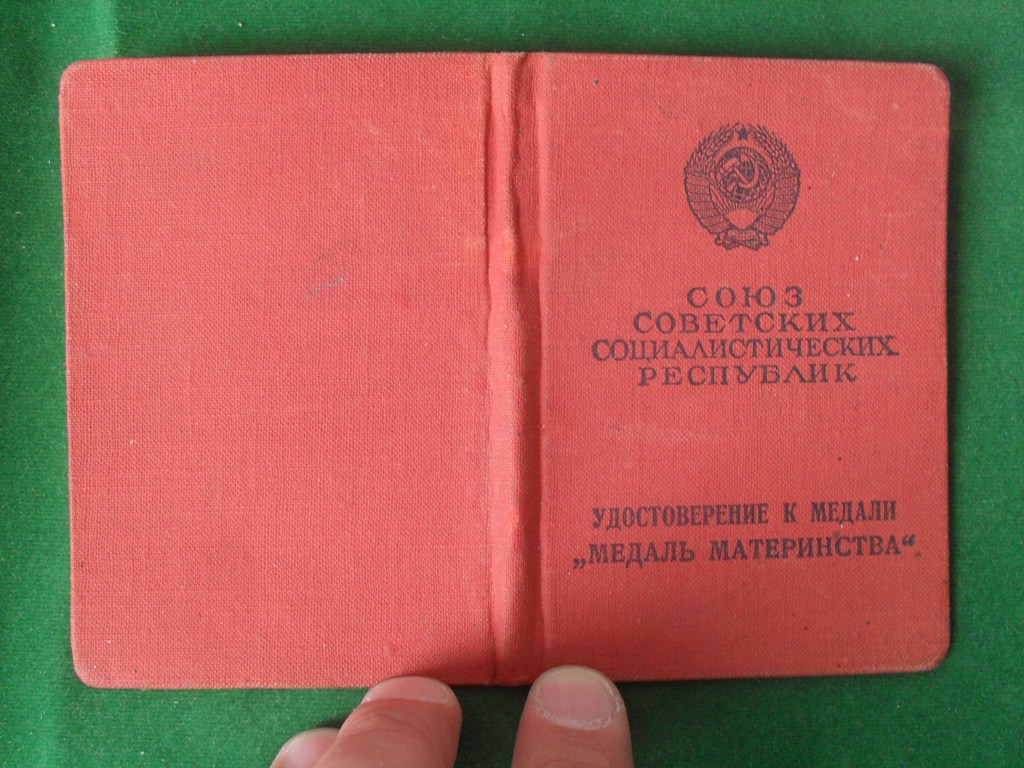 СОЮЗ
СОВЕТСКИХ
СОЦИАЛИСТИЧЕСКИХ
РЕСПУБЛИК
УДОСТОВЕРЕНИЕ К МЕДАЛИ
„МЕДАЛЬ МАТЕРИНСТВА“.